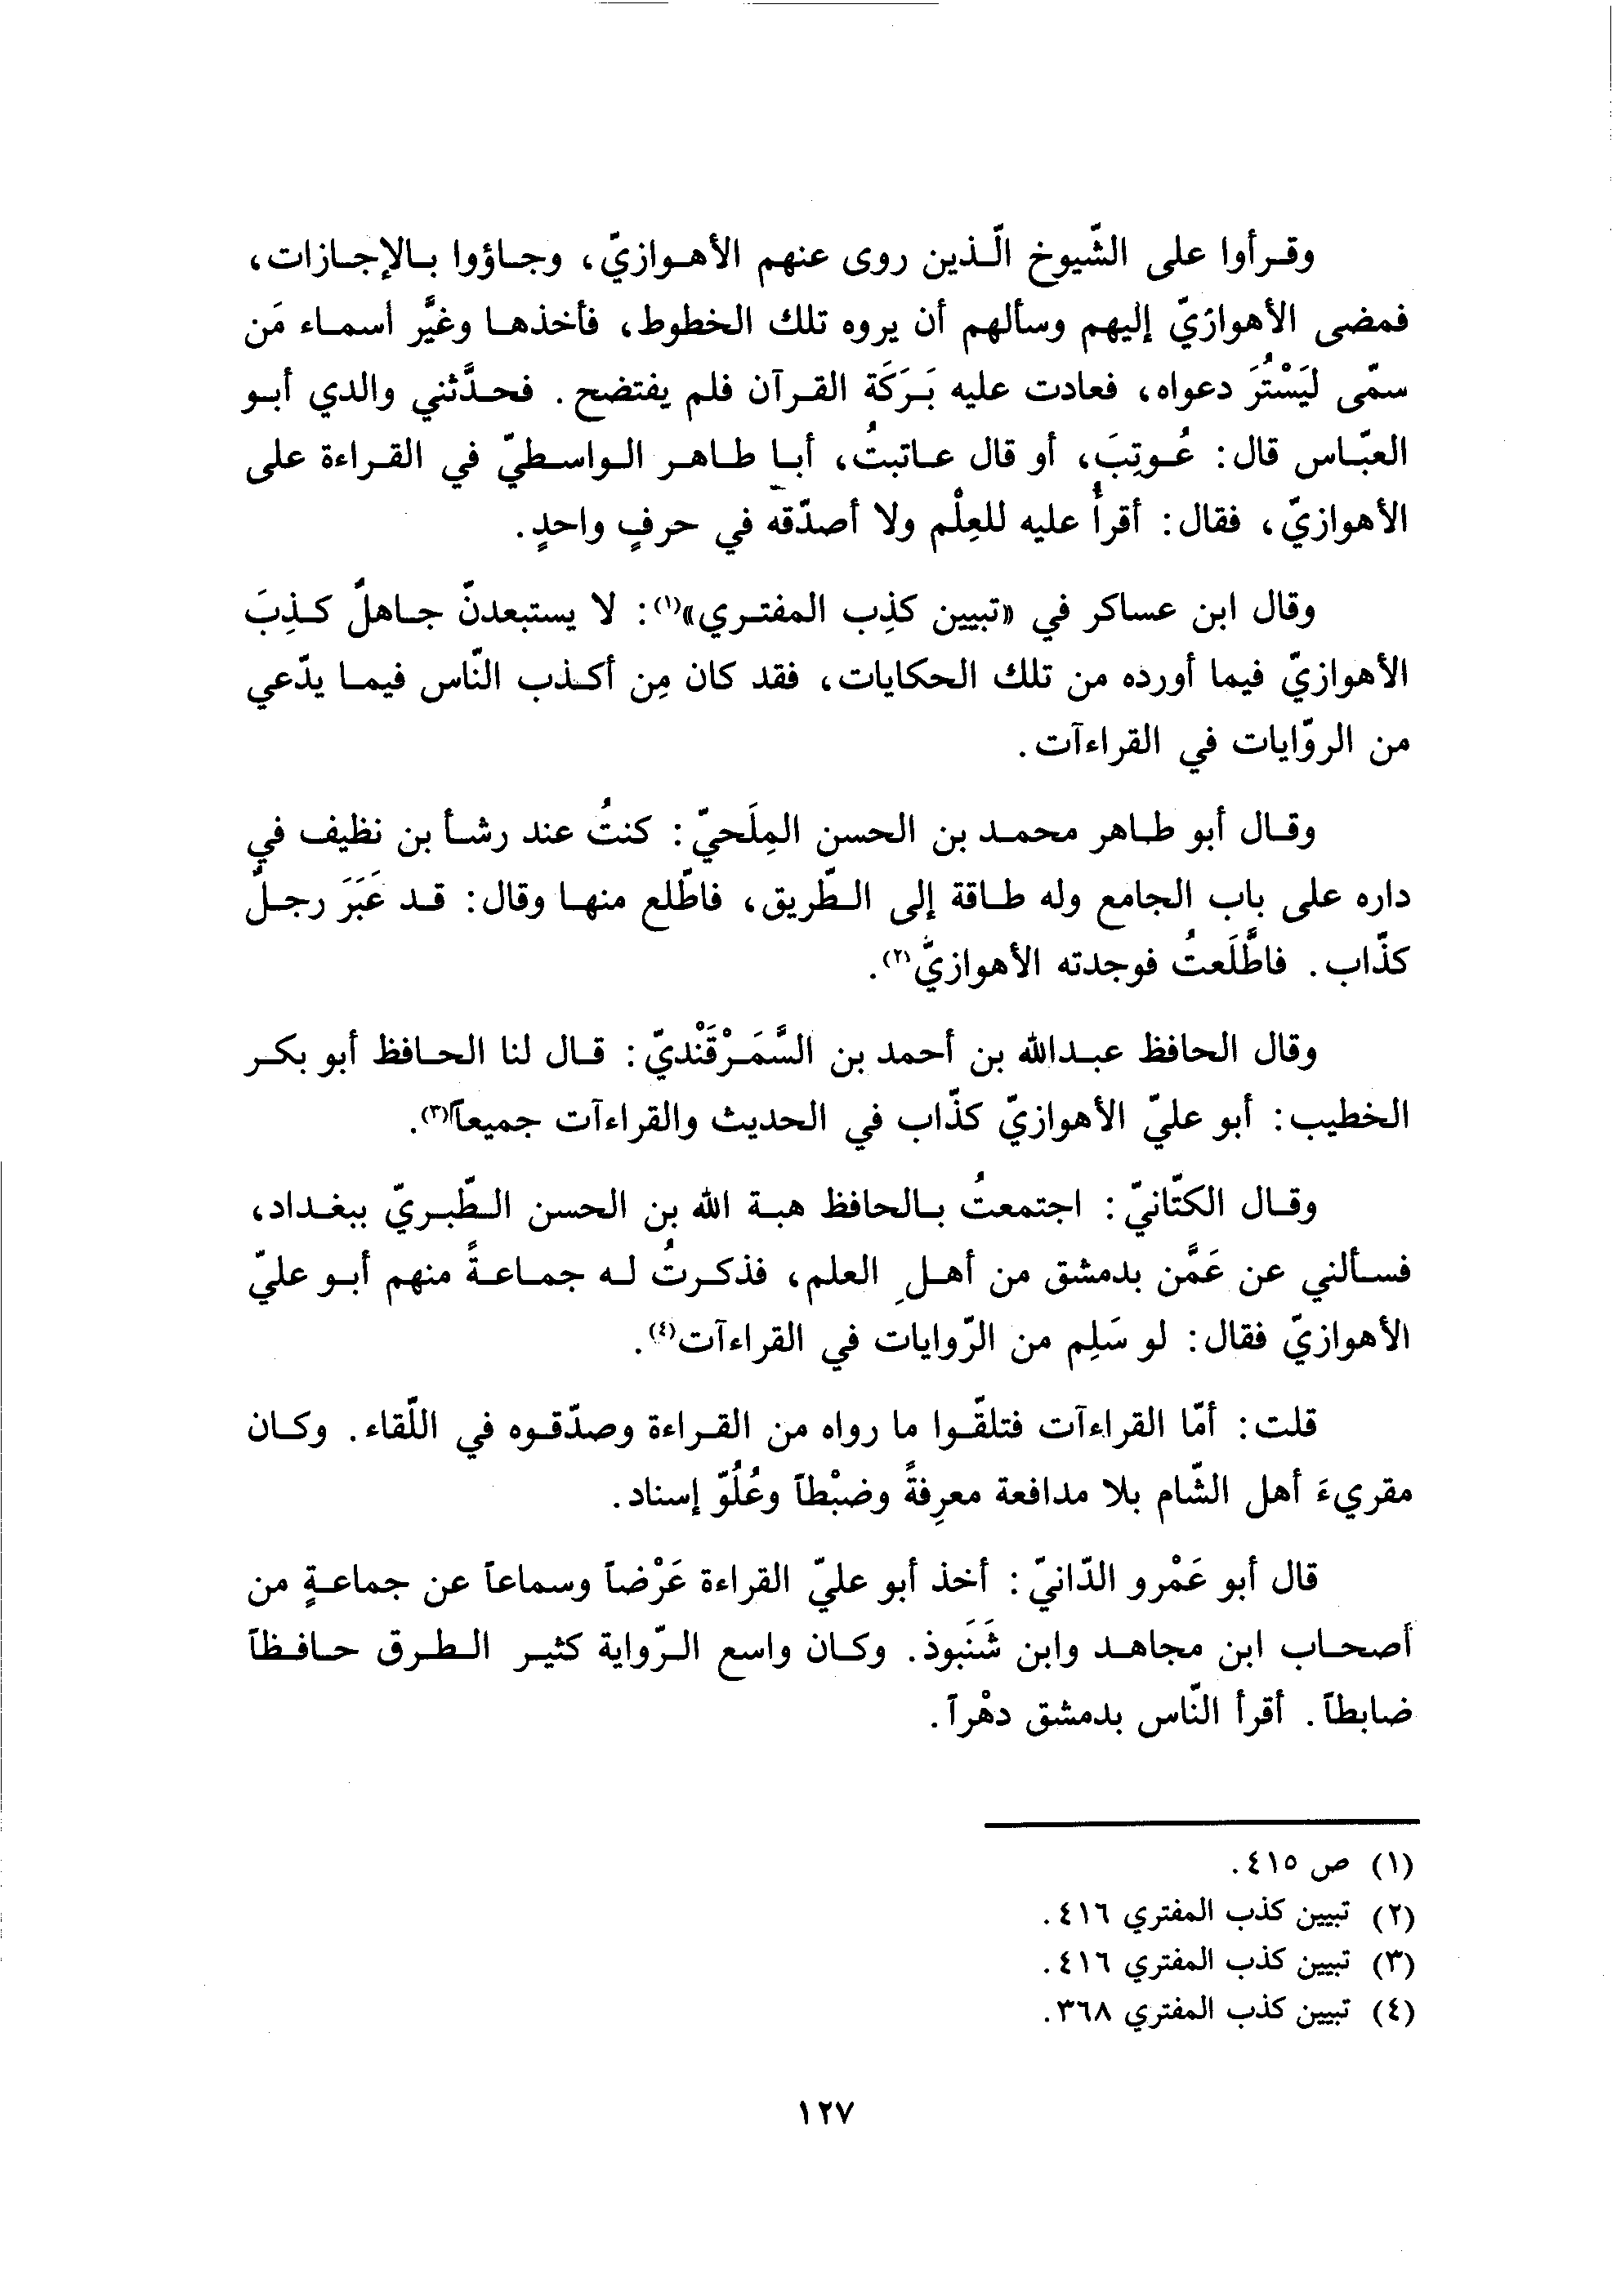 وقرأوا على الشّيوخ الّذين روى عنهم الأهوازيّ، وجاؤوا بالإجازات،
فمضى الأهوازيّ إليهم وسألهم أن يروه تلك الخطوط، فأخذها وغيَّر أسماء مَن
سمّى ليَسْتُرَ دعواه، فعادت عليه بَرَكَة القرآن فلم يفتضح. فحدَّثني والدي أبو
العبّاس قال: عُوتِبَ، أو قال عاتبتُ، أبا طاهر الواسطيّ في القراءة على
الأهوازيّ، فقال: أقرأُ عليه للعِلْم ولا أصدّقه في حرفٍ واحدٍ.
وقال ابن عساكر في «تبيين كذِب المفتري»(١): لا يستبعدنّ جاهلٌ كذِبَ
الأهوازيّ فيما أورده من تلك الحكايات، فقد كان مِن أكذب النّاس فيما يدّعي
من الروّايات في القراءآت.
وقال أبو طاهر محمد بن الحسن المِلَحيّ: كنتُ عند رشأ بن نظيف في
داره على باب الجامع وله طاقة إلى الطّريق، فاطّلع منها وقال: قد عَبَرَ رجلٌ
كذّاب. فاطَّلَعتُ فوجدته الأهوازيّ(٢).
وقال الحافظ عبدالله بن أحمد بن السَّمَرْقَنْديّ: قال لنا الحافظ أبو بكر
الخطيب: أبو عليّ الأهوازيّ كذّاب في الحديث والقراءآت جميعاً(٣).
وقال الكتّانيّ: اجتمعتُ بالحافظ هبة الله بن الحسن الطّبريّ ببغداد،
فسألني عن عَمَّن بدمشق من أهلِ العلم، فذكرتُ له جماعةً منهم أبو عليّ
الأهوازيّ فقال: لو سَلِم من الرّوايات في القراءآت(٤).
قلت: أمّا القراءآت فتلقّوا ما رواه من القراءة وصدّقوه في اللّقاء. وكان
مقريءَ أهل الشّام بلا مدافعة معرِفةً وضبْطاً وعُلُوّ إسناد.
قال أبو عَمْرو الدّانيّ: أخذ أبو عليّ القراءة عَرْضاً وسماعاً عن جماعةٍ من
أصحاب ابن مجاهد وابن شَنَبوذ. وكان واسع الرّواية كثير الطرق حافظاً
ضابطاً. أقرأ النّاس بدمشق دهْراً.
(١) ص ٤١٥.
(٢) تبيين كذب المفتري ٤١٦.
(٣) تبيين كذب المفتري ٤١٦.
(٤) تبيين كذب المفتري ٣٦٨.
١٢٧